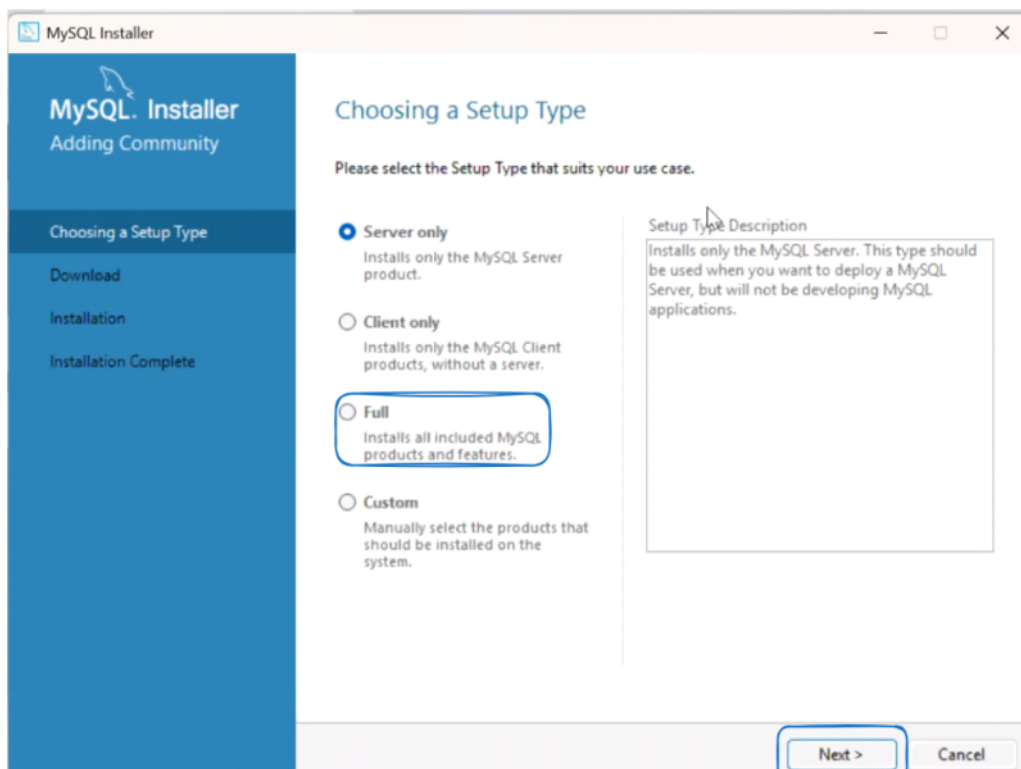 MySQL Installer
MySQL. Installer
Adding Community
Choosing a Setup Type
Download
Installation
Installation Complete
Choosing a Setup Type
Please select the Setup Type that suits your use case.
Server only
Installs only the MySQL Server
product.
Client only
Installs only the MySQL Client
products, without a server.
Full
Installs all included MySQL
products and features.
Custom
Manually select the products that
should be installed on the
system.
Setup Type Description
Installs only the MySQL Server. This type should
be used when you want to deploy a MySQL
Server, but will not be developing MySQL
applications.
Next >
Cancel